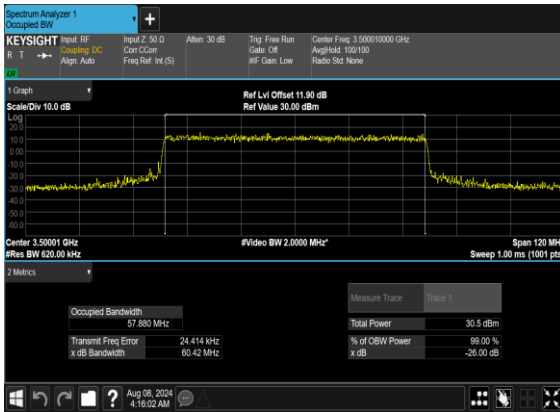 Spectrum Analyzer 1
Occupied BW
KEYSIGHT
R T
LXI
Input: RF
Coupling: DC
Align: Auto
Input Z: 50 Ω
Corr CCorr
Freq Ref: Int (S)
Atten: 30 dB
Trig: Free Run
Gate: Off
#IF Gain: Low
Center Freq: 3.500010000 GHz
Avg|Hold: 100/100
Radio Std: None
1 Graph
Scale/Div 10.0 dB
Ref Lvl Offset 11.90 dB
Ref Value 30.00 dBm
Log
20.0
10.0
0.00
-10.0
-20.0
-30.0
-40.0
-50.0
-60.0
Center 3.50001 GHz
#Res BW 620.00 kHz
#Video BW 2.0000 MHz*
Span 120 MH
Sweep 1.00 ms (1001 pts
2 Metrics
Measure Trace
Trace 1
Occupied Bandwidth
57.880 MHz
Total Power
30.5 dBm
Transmit Freq Error
24.414 kHz
% of OBW Power
99.00 %
x dB Bandwidth
60.42 MHz
x dB
-26.00 dB
?
Aug 08, 2024
4:16:02 AM